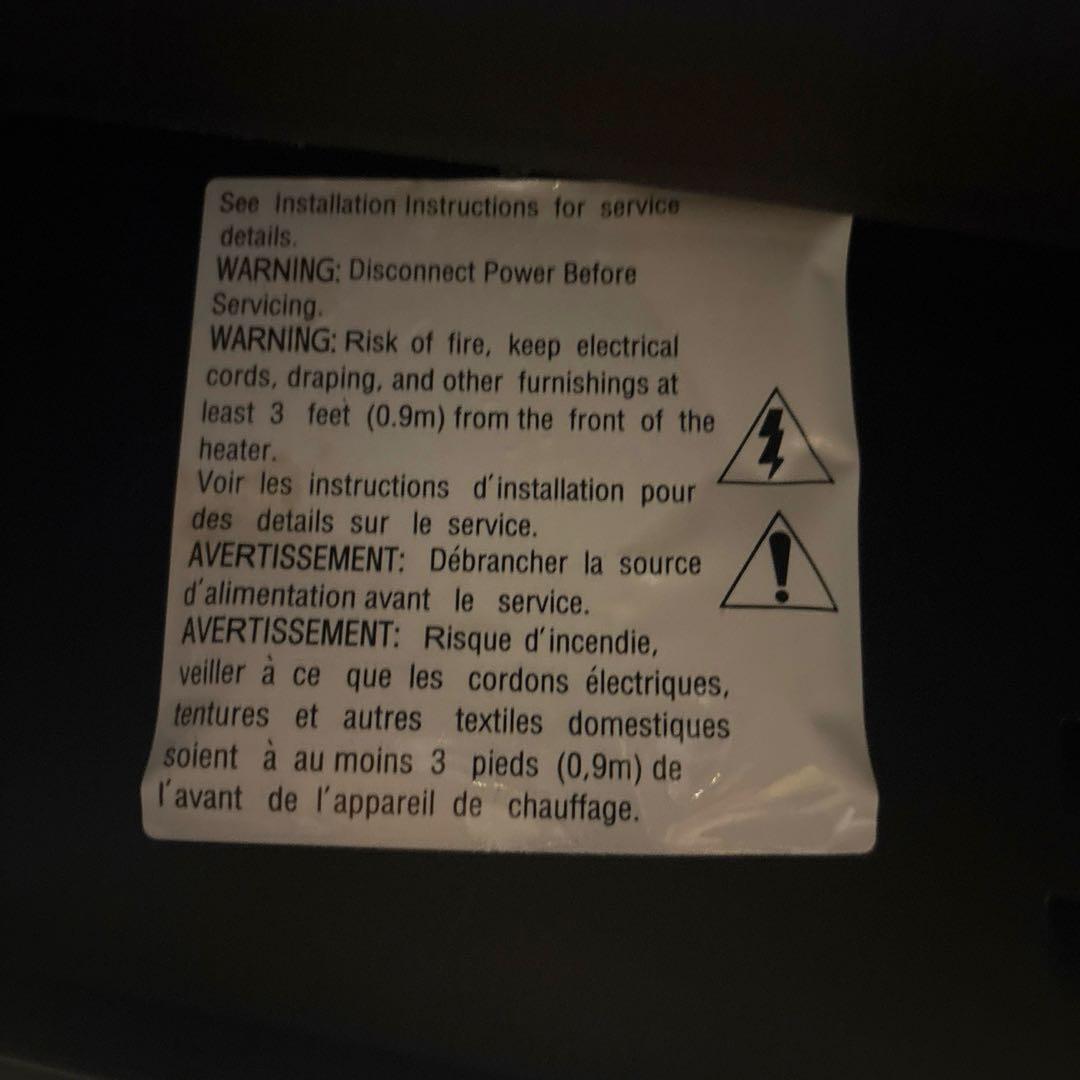 See Installation Instructions for service
details.
WARNING: Disconnect Power Before
Servicing.
WARNING: Risk of fire, keep electrical
cords, draping, and other furnishings at
least 3 feet (0.9m) from the front of the
heater.
Voir les instructions d'installation pour
des details sur le service.
AVERTISSEMENT: Débrancher la source
d'alimentation avant le service.
AVERTISSEMENT: Risque d'incendie,
veiller à ce que les cordons électriques,
tentures et autres textiles domestiques
soient à au moins 3 pieds (0,9m) de
l'avant de l'appareil de chauffage.